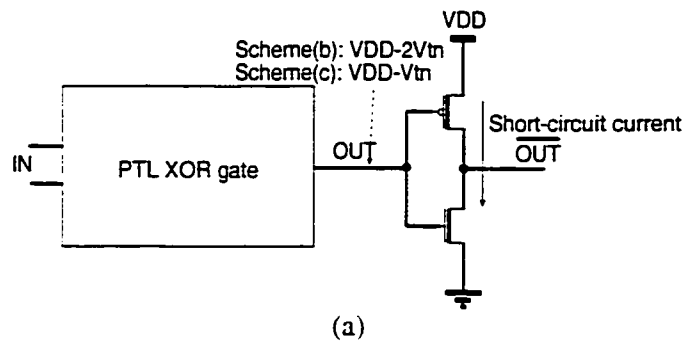 VDD
Scheme(b): VDD-2Vtn
Scheme(c): VDD-Vtn
Short-circuit current
OUT
OUT
IN
PTL XOR gate
(a)